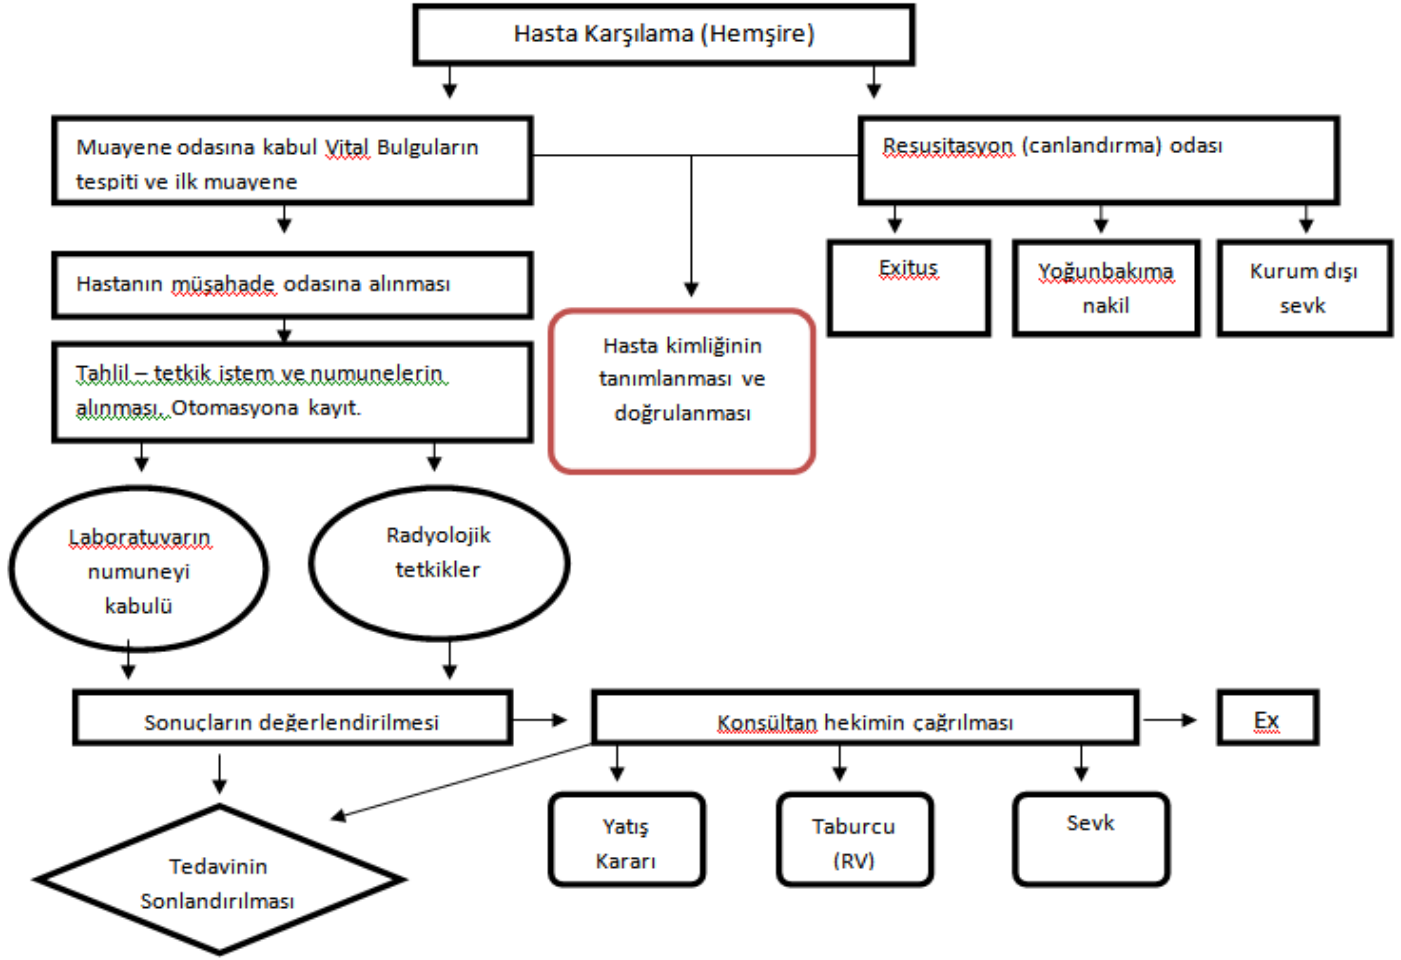 Hasta Karşılama (Hemşire)
Muayene odasına kabul Vital Bulguların
tespiti ve ilk muayene
Resusitasyon (canlandırma) odası
Hastanın müşahade odasına alınması
Exitus
Yoğunbakıma
nakil
Kurum dışı
sevk
Hasta kimliğinin
tanımlanması ve
doğrulanması
Tahlil – tetkik istem ve numunelerin
alınması. Otomasyona kayıt.
Laboratuvarın
numuneyi
kabulü
Radyolojik
tetkikler
Sonuçların değerlendirilmesi
Konsültan hekimin çağrılması
Ex
Tedavinin
Sonlandırılması
Yatış
Kararı
Taburcu
(RV)
Sevk